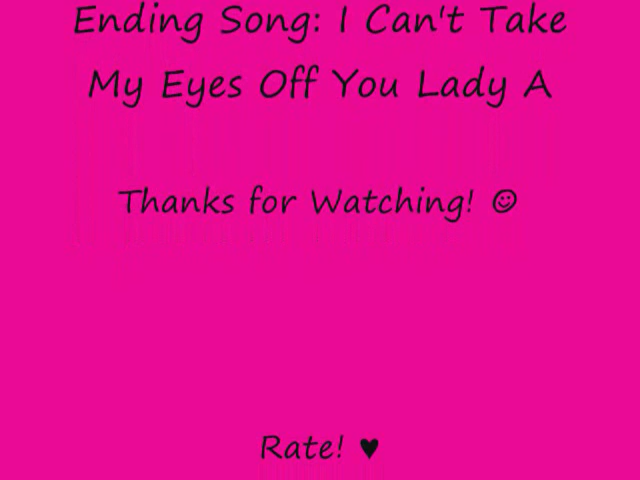 Ending Song: I Can't Take
My Eyes Off You Lady A
Thanks for Watching! ☺
Rate! ♥